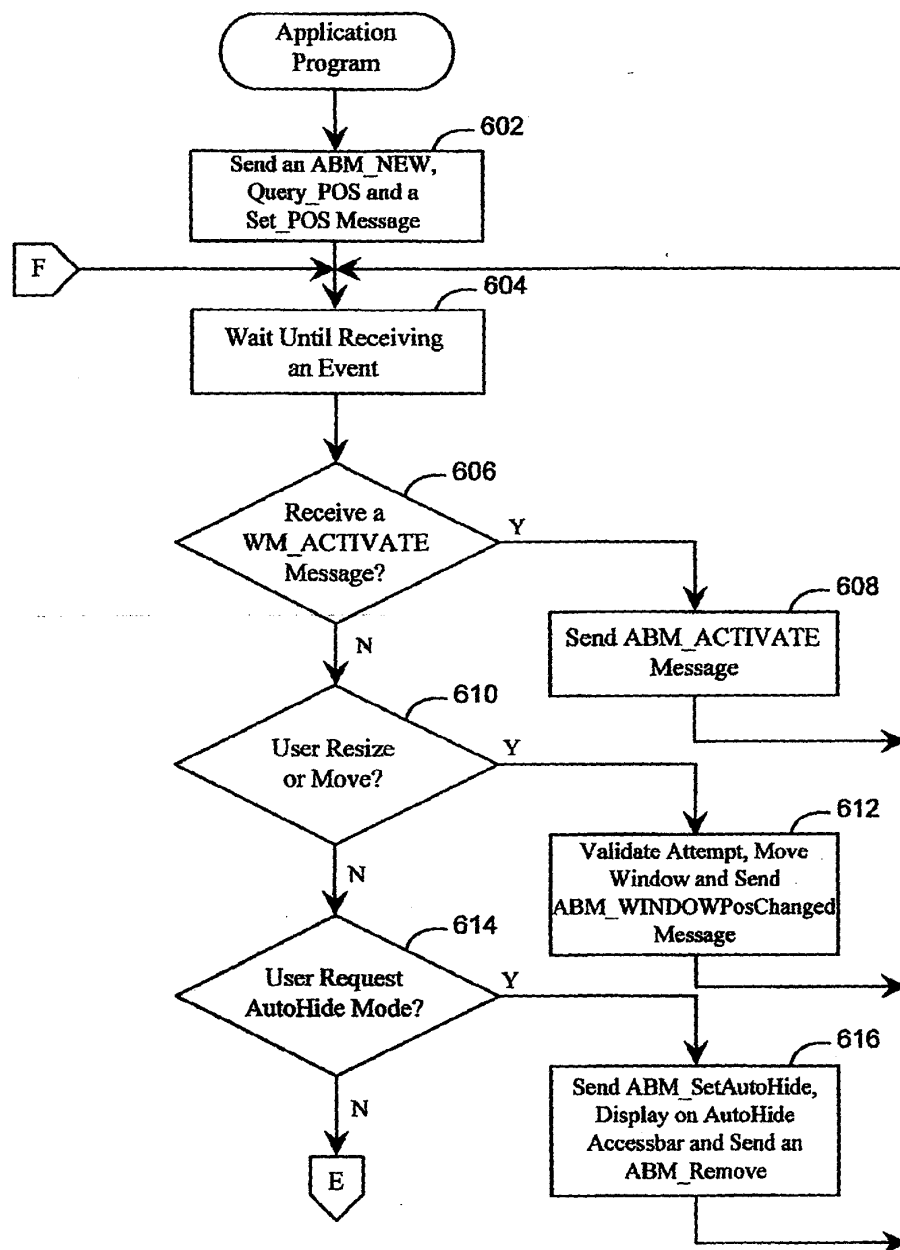 Application
Program
602
Send an ABM_NEW,
Query_POS and a
Set_POS Message
F
604
Wait Until Receiving
an Event
606
Receive a
WM_ACTIVATE
Message?
Y
N
608
Send ABM_ACTIVATE
Message
610
User Resize
or Move?
Y
N
612
Validate Attempt, Move
Window and Send
ABM_WINDOWPosChanged
Message
614
User Request
AutoHide Mode?
Y
N
616
Send ABM_SetAutoHide,
Display on AutoHide
Accessbar and Send an
ABM_Remove
E